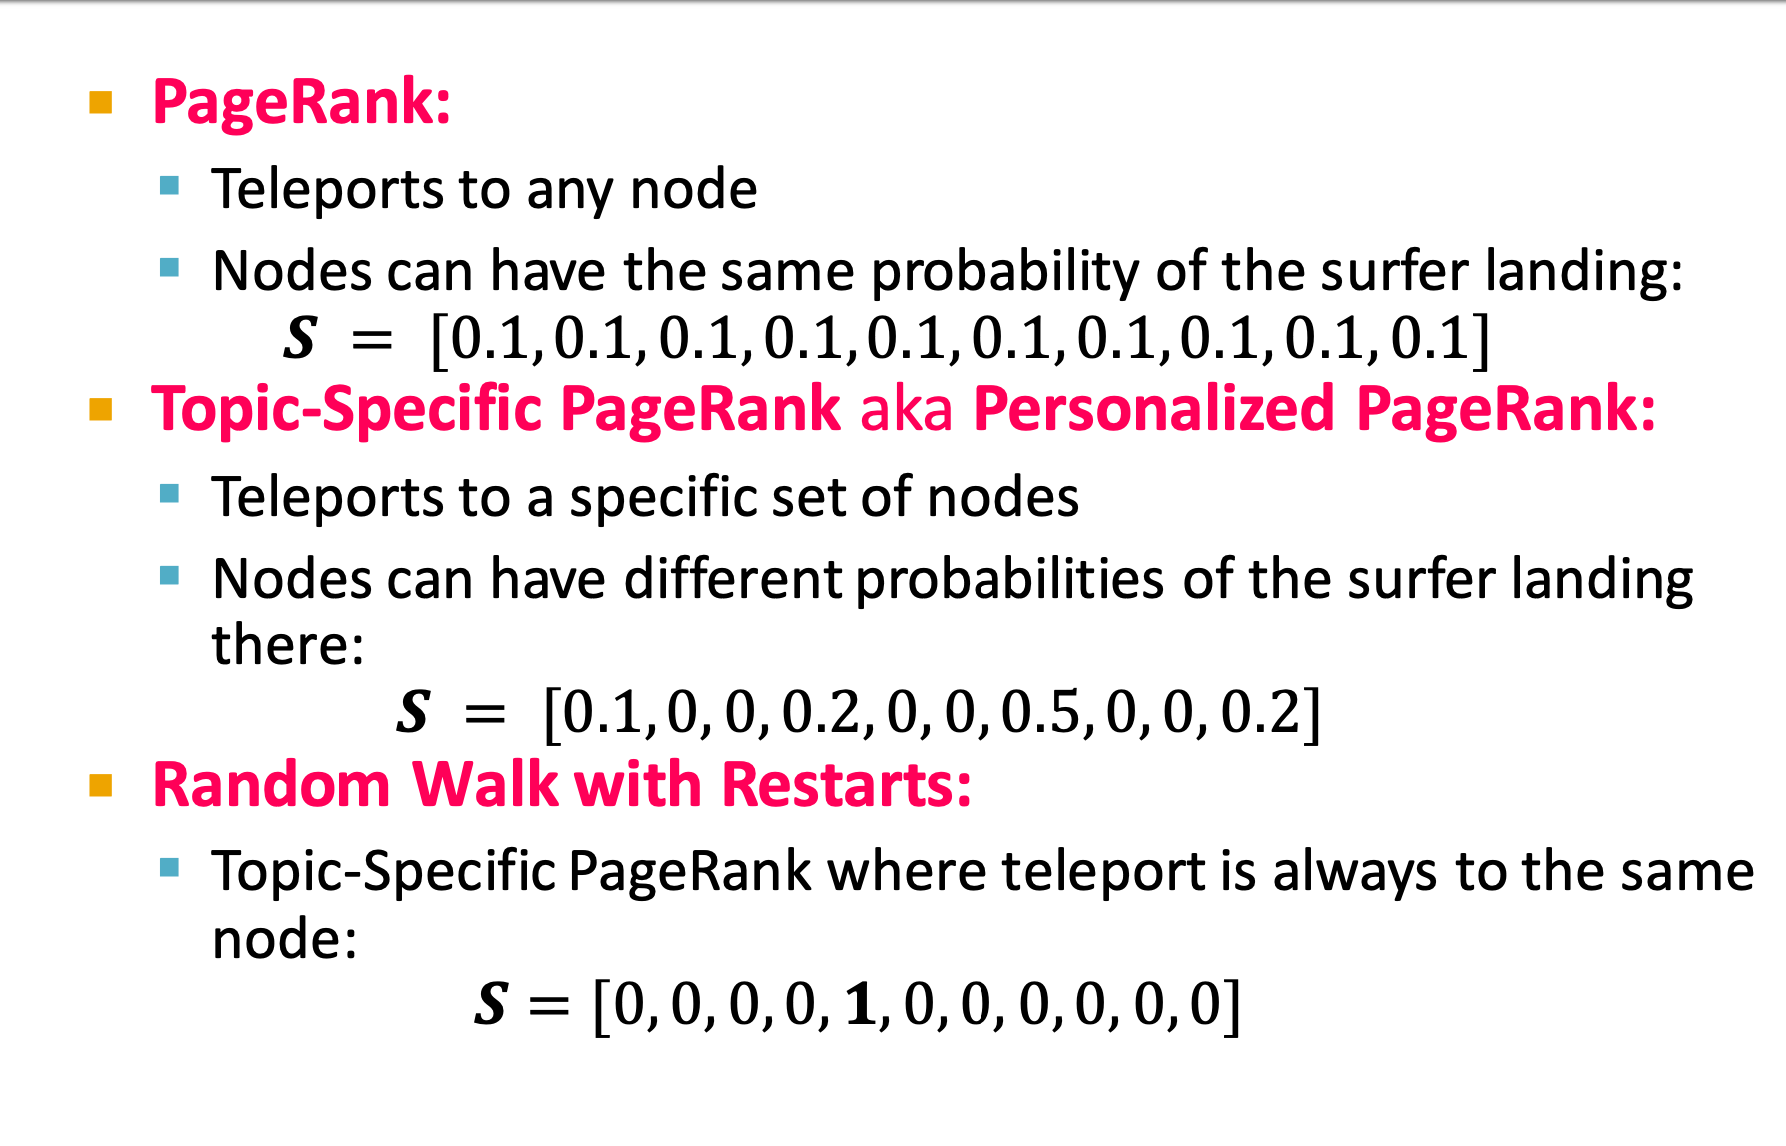 PageRank:
Teleports to any node
Nodes can have the same probability of the surfer landing:
S = [0.1, 0.1, 0.1, 0.1, 0.1, 0.1, 0.1, 0.1, 0.1, 0.1]
Topic-Specific PageRank aka Personalized PageRank:
Teleports to a specific set of nodes
Nodes can have different probabilities of the surfer landing
there:
S = [0.1, 0, 0, 0.2, 0, 0, 0.5, 0, 0, 0.2]
Random Walk with Restarts:
Topic-Specific PageRank where teleport is always to the same
node:
S = [0, 0, 0, 0, 1, 0, 0, 0, 0, 0, 0]